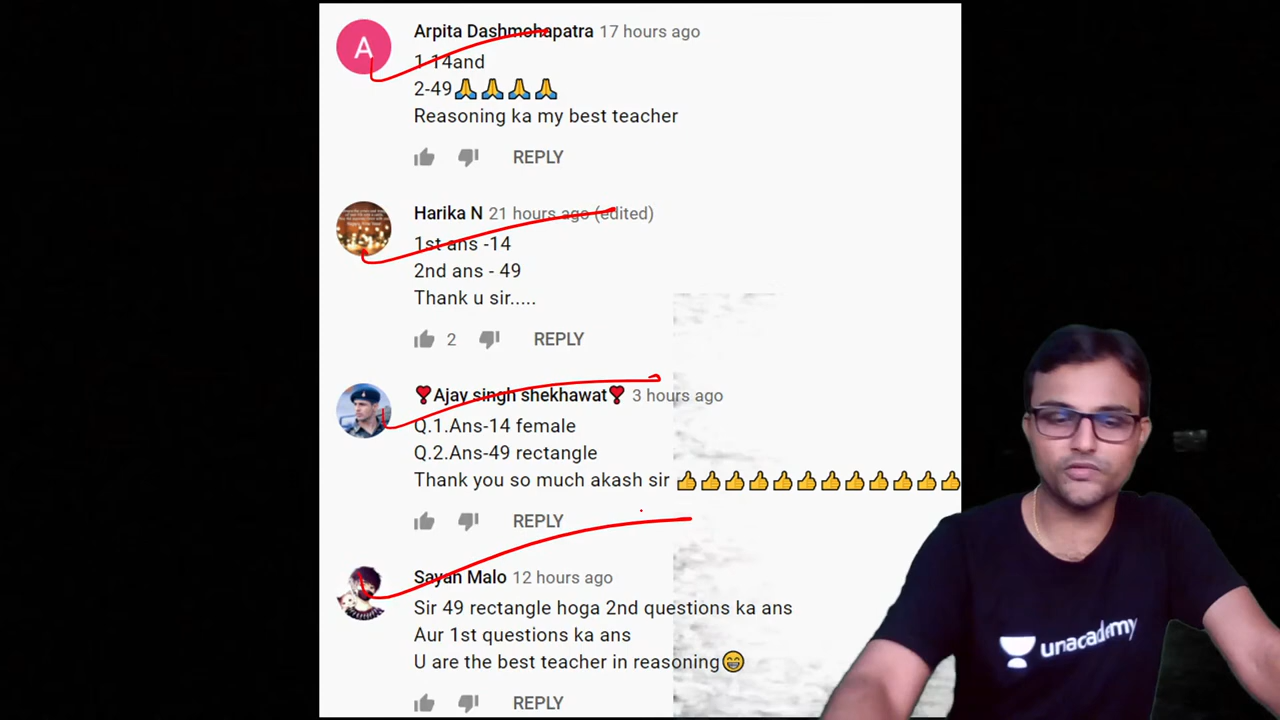 Arpita Dashmohapatra 17 hours ago
1-14and
2-49🙏🙏🙏🙏
Reasoning ka my best teacher
REPLY
Harika N 21 hours ago (edited)
1st ans -14
2nd ans - 49
Thank u sir.....
2 REPLY
❣Ajay singh shekhawat❣ 3 hours ago
Q.1.Ans-14 female
Q.2.Ans-49 rectangle
Thank you so much akash sir 👍👍👍👍👍👍👍👍👍👍👍👍
REPLY
Sayan Malo 12 hours ago
Sir 49 rectangle hoga 2nd questions ka ans
Aur 1st questions ka ans
U are the best teacher in reasoning😁
REPLY
A
unacademy